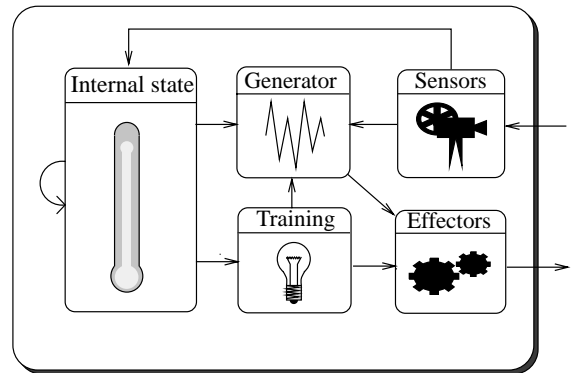 Internal state
Generator
Sensors
Training
Effectors